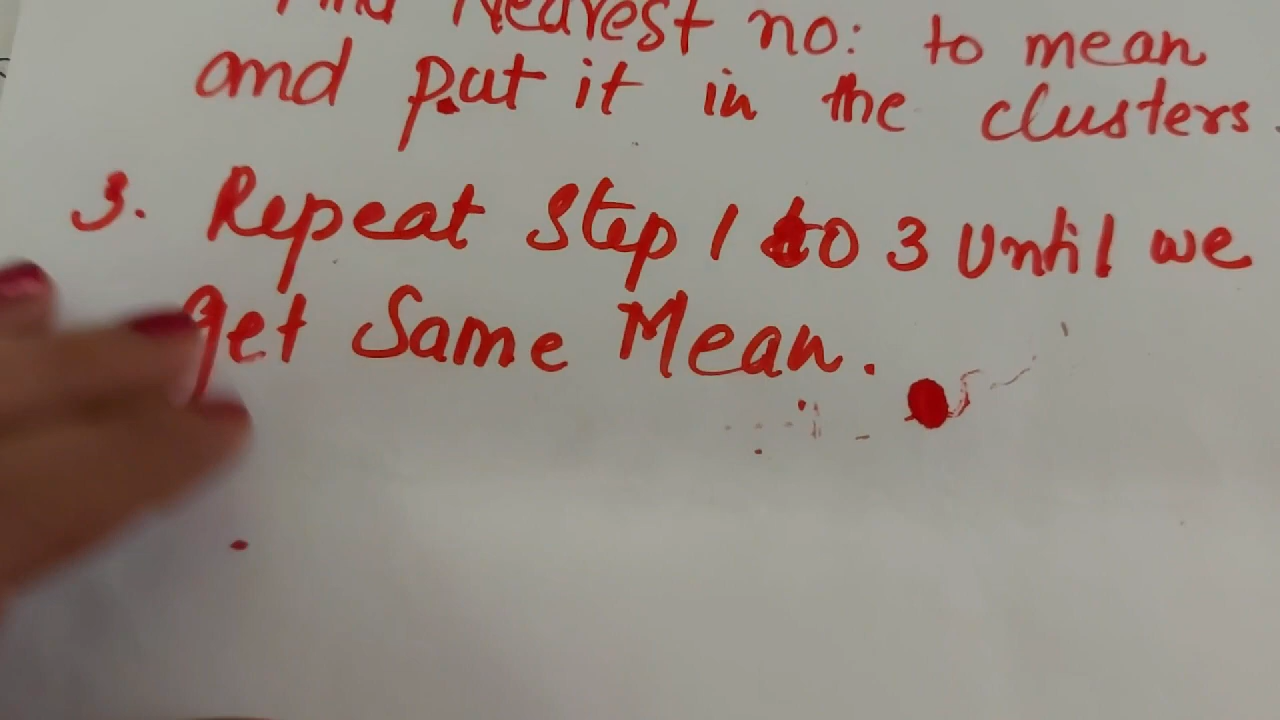 Find Nearest no: to mean
and put it in the clusters.
3. Repeat Step 1 to 3 Until we
get Same Mean.